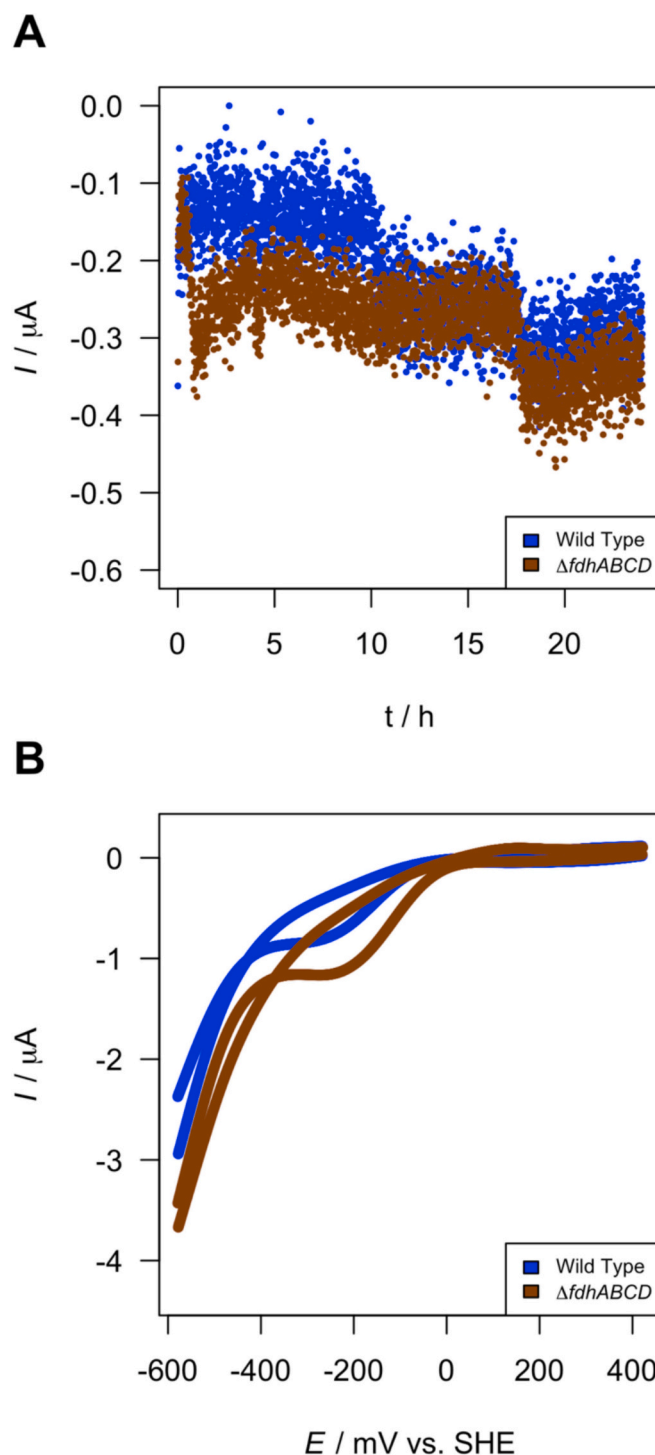 A
0.0
-0.1
-0.2
-0.3
-0.4
-0.5
-0.6
I / μA
Wild Type
ΔfdhABCD
0 5 10 15 20
t / h
B
0
-1
-2
-3
-4
I / μA
Wild Type
ΔfdhABCD
-600 -400 -200 0 200 400
E / mV vs. SHE